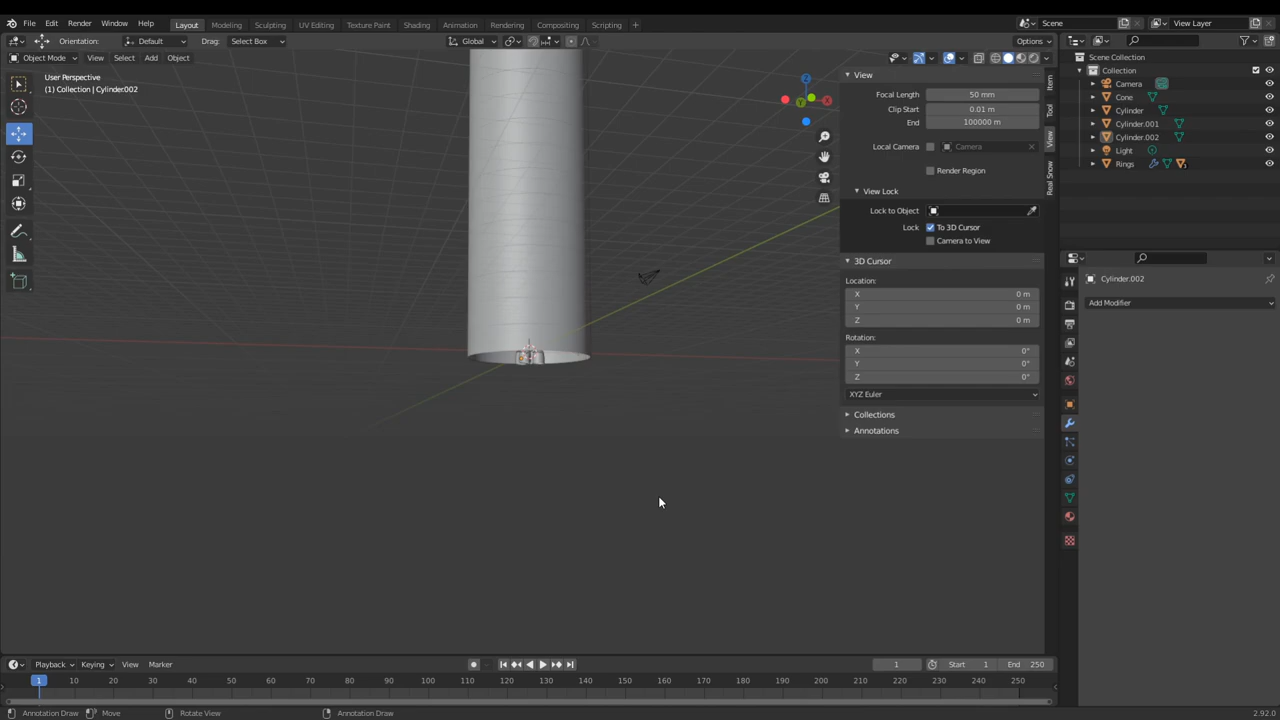 File Edit Render Window Help Layout Modeling Sculpting UV Editing Texture Paint Shading Animation Rendering Compositing Scripting + Scene View Layer
Orientation: Default Drag: Select Box Global Options
Object Mode View Select Add Object
User Perspective
(1) Collection | Cylinder.002
View
Focal Length 50 mm
Clip Start 0.01 m
End 100000 m
Local Camera Camera
Render Region
View Lock
Lock to Object
Lock To 3D Cursor
Camera to View
3D Cursor
Location:
X 0 m
Y 0 m
Z 0 m
Rotation:
X 0°
Y 0°
Z 0°
XYZ Euler
Collections
Annotations
Item
Tool
View
Real Snow
Z
X
Y
Scene Collection
Collection
Camera
Cone
Cylinder
Cylinder.001
Cylinder.002
Light
Rings
Cylinder.002
Add Modifier
Playback Keying View Marker 1 Start 1 End 250
1 10 20 30 40 50 60 70 80 90 100 110 120 130 140 150 160 170 180 190 200 210 220 230 240 250
Annotation Draw Move Rotate View Annotation Draw 2.92.0